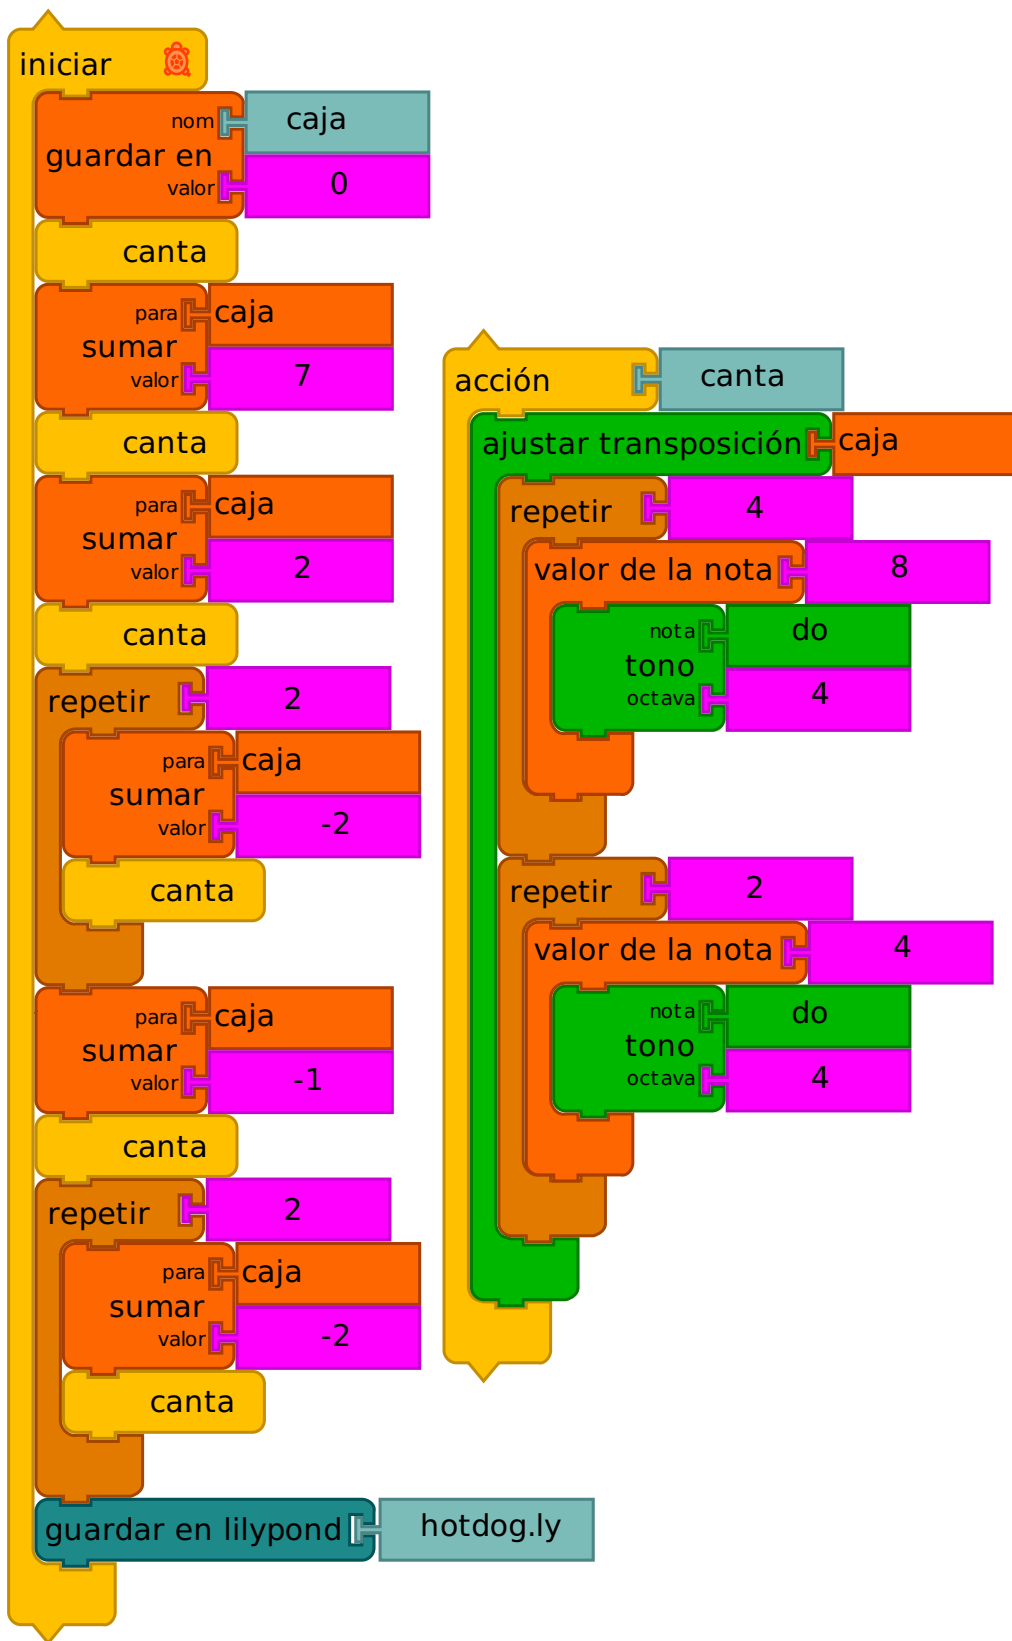 iniciar
nom caja
guardar en
valor 0
canta
para caja
sumar
valor 7
canta
para caja
sumar
valor 2
canta
repetir 2
para caja
sumar
valor -2
canta
para caja
sumar
valor -1
canta
repetir 2
para caja
sumar
valor -2
canta
guardar en lilypond hotdog.ly
acción canta
ajustar transposición caja
repetir 4
valor de la nota 8
nota do
tono
octava 4
repetir 2
valor de la nota 4
nota do
tono
octava 4